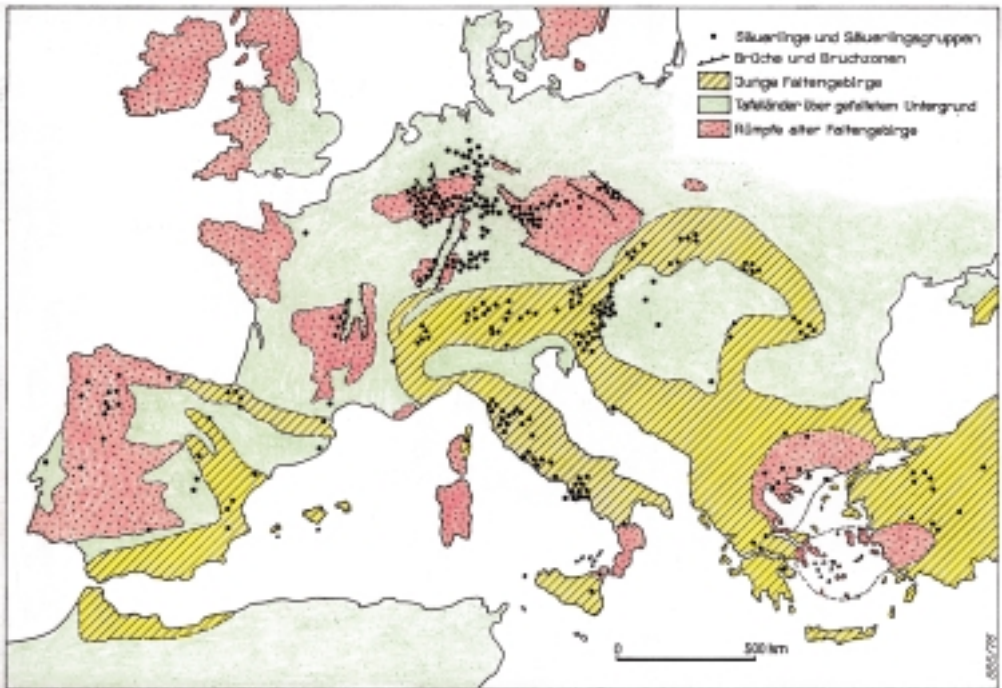 Säuerlinge und Säuerlingsgruppen
Brüche und Bruchzonen
Junge Faltengebirge
Tafelländer über gefaltetem Untergrund
Rümpfe alter Faltengebirge
0 500 km